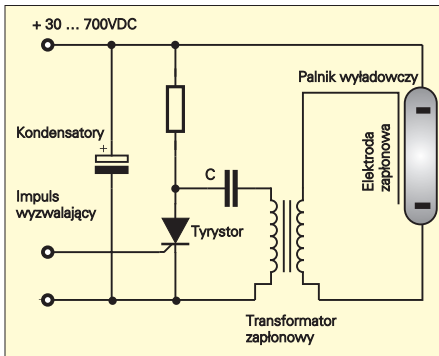 + 30 ... 700VDC
Palnik wyładowczy
Kondensatory
+
C
Elektroda
zapłonowa
Impuls
wyzwalający
Tyrystor
Transformator
zapłonowy